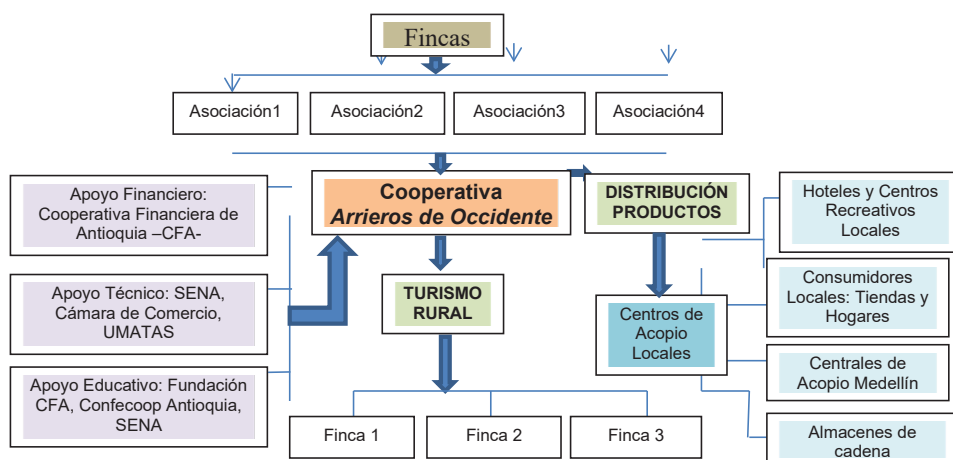 Fincas
Asociación1
Asociación2
Asociación3
Asociación4
Apoyo Financiero:
Cooperativa Financiera de
Antioquia –CFA-
Cooperativa
Arrieros de Occidente
DISTRIBUCIÓN
PRODUCTOS
Hoteles y Centros
Recreativos
Locales
Apoyo Técnico: SENA,
Cámara de Comercio,
UMATAS
TURISMO
RURAL
Centros de
Acopio
Locales
Consumidores
Locales: Tiendas y
Hogares
Centrales de
Acopio Medellín
Apoyo Educativo: Fundación
CFA, Confecoop Antioquia,
SENA
Finca 1
Finca 2
Finca 3
Almacenes de
cadena